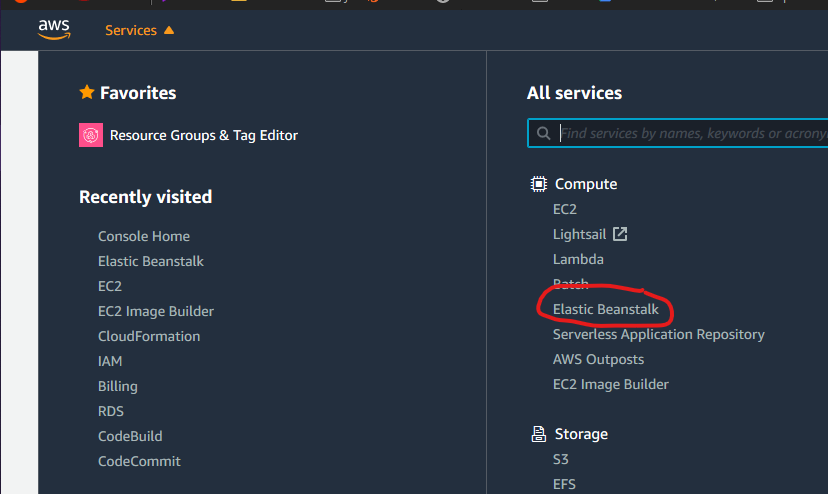 aws
Services
Favorites
Resource Groups & Tag Editor
Recently visited
Console Home
Elastic Beanstalk
EC2
EC2 Image Builder
CloudFormation
IAM
Billing
RDS
CodeBuild
CodeCommit
All services
Find services by names, keywords or
Compute
EC2
Lightsail
Lambda
Batch
Elastic Beanstalk
Serverless Application Repository
AWS Outposts
EC2 Image Builder
Storage
S3
EFS